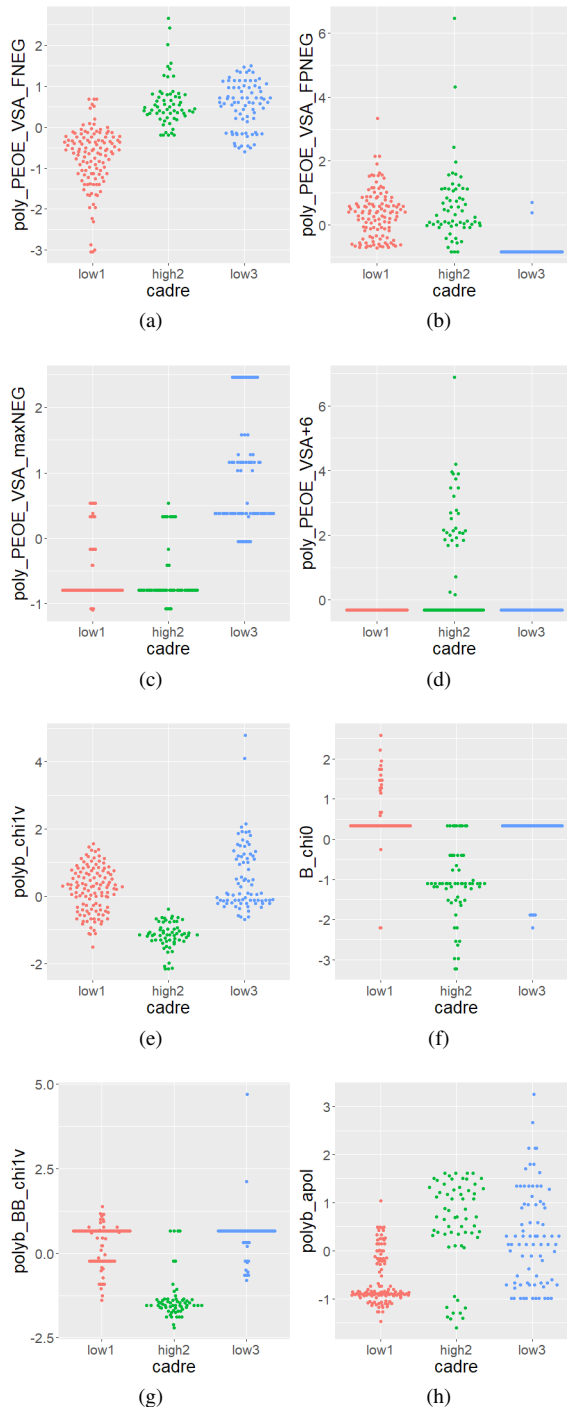 poly_PEOE_VSA_FNEG
2
1
0
-1
-2
-3
low1 high2 low3
cadre
(a)
poly_PEOE_VSA_FPNEG
6
4
2
0
low1 high2 low3
cadre
(b)
poly_PEOE_VSA_maxNEG
2
1
0
-1
low1 high2 low3
cadre
(c)
poly_PEOE_VSA+6
6
4
2
0
low1 high2 low3
cadre
(d)
polyb_chi1v
4
2
0
-2
low1 high2 low3
cadre
(e)
B_chi0
2
1
0
-1
-2
-3
low1 high2 low3
cadre
(f)
polyb_BB_chi1v
5.0
2.5
0.0
-2.5
low1 high2 low3
cadre
(g)
polyb_apol
3
2
1
0
-1
low1 high2 low3
cadre
(h)